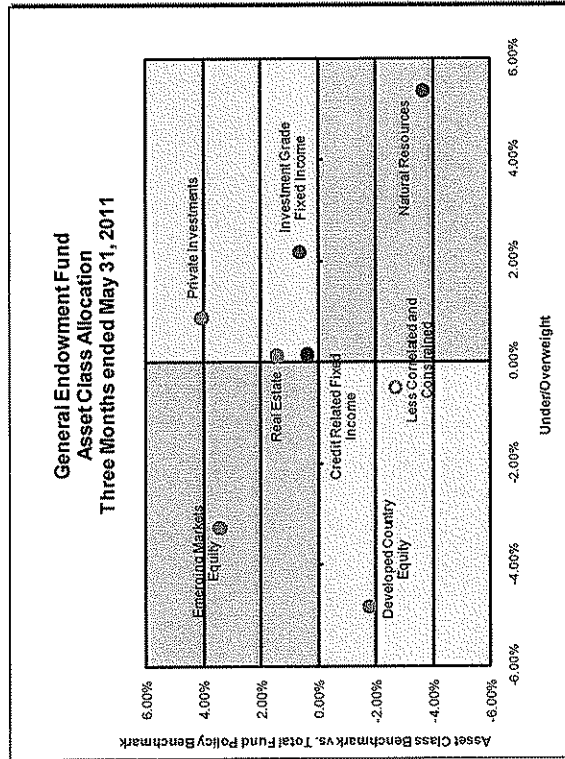 General Endowment Fund
Asset Class Allocation
Three Months ended May 31, 2011
Asset Class Benchmark vs. Total Fund Policy Benchmark
6.00%
4.00%
2.00%
0.00%
-2.00%
-4.00%
-6.00%
Emerging Markets
Equity
Private Investments
Real Estate
Investment Grade
Fixed Income
Credit Related Fixed
Income
Developed Country
Equity
Less Correlated and
Constrained
Natural Resources
-6.00%
-4.00%
-2.00%
0.00%
2.00%
4.00%
6.00%
Under/Overweight